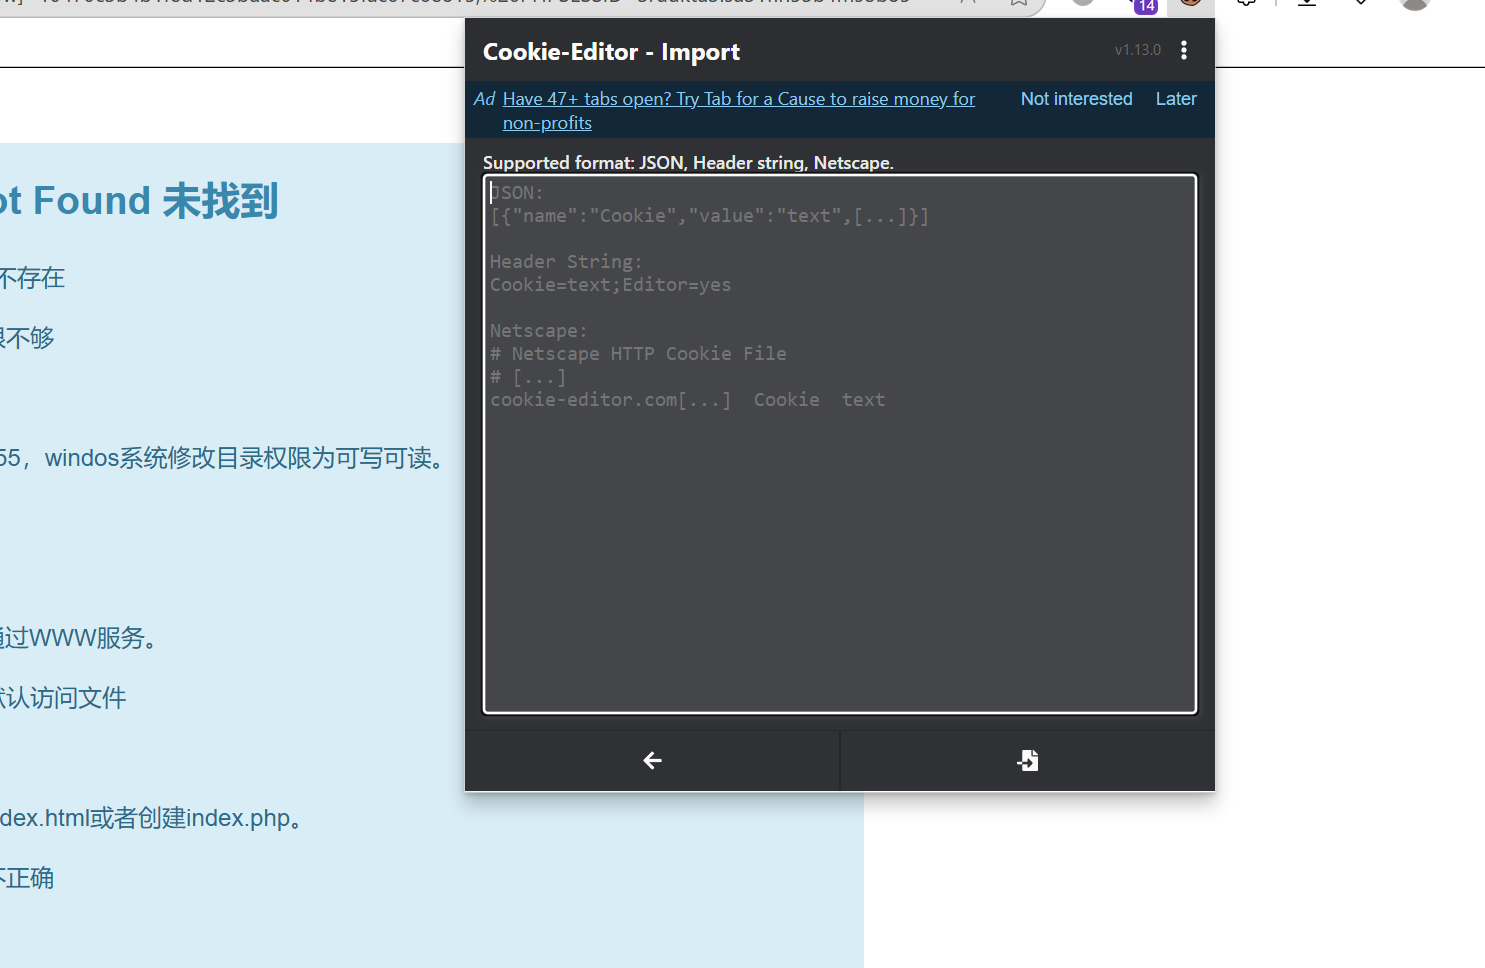 14
Cookie-Editor - Import
v1.13.0
Ad Have 47+ tabs open? Try Tab for a Cause to raise money for
non-profits
Not interested
Later
Supported format: JSON, Header string, Netscape.
JSON:
[{"name":"Cookie","value":"text",[...]}]
Header String:
Cookie=text;Editor=yes
Netscape:
# Netscape HTTP Cookie File
# [...]
cookie-editor.com[...] Cookie text
ot Found 未找到
不存在
不够
55，windos系统修改目录权限为可写可读。
过WWW服务。
认访问文件
dex.html或者创建index.php。
正确